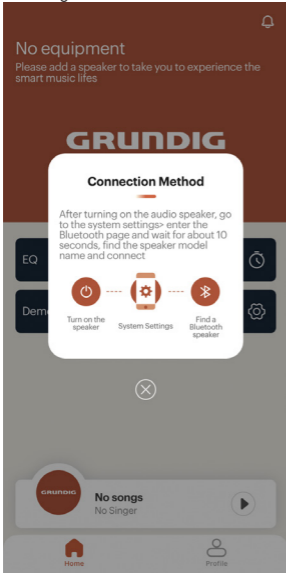 No equipment
Please add a speaker to take you to experience the
smart music lifes
GRUNDIG
Connection Method
After turning on the audio speaker, go
to the system settings> enter the
Bluetooth page and wait for about 10
seconds, find the speaker model
name and connect
Turn on the
speaker
System Settings
Find a
Bluetooth
speaker
EQ
Dem
GRUNDIG
No songs
No Singer
Home
Profile